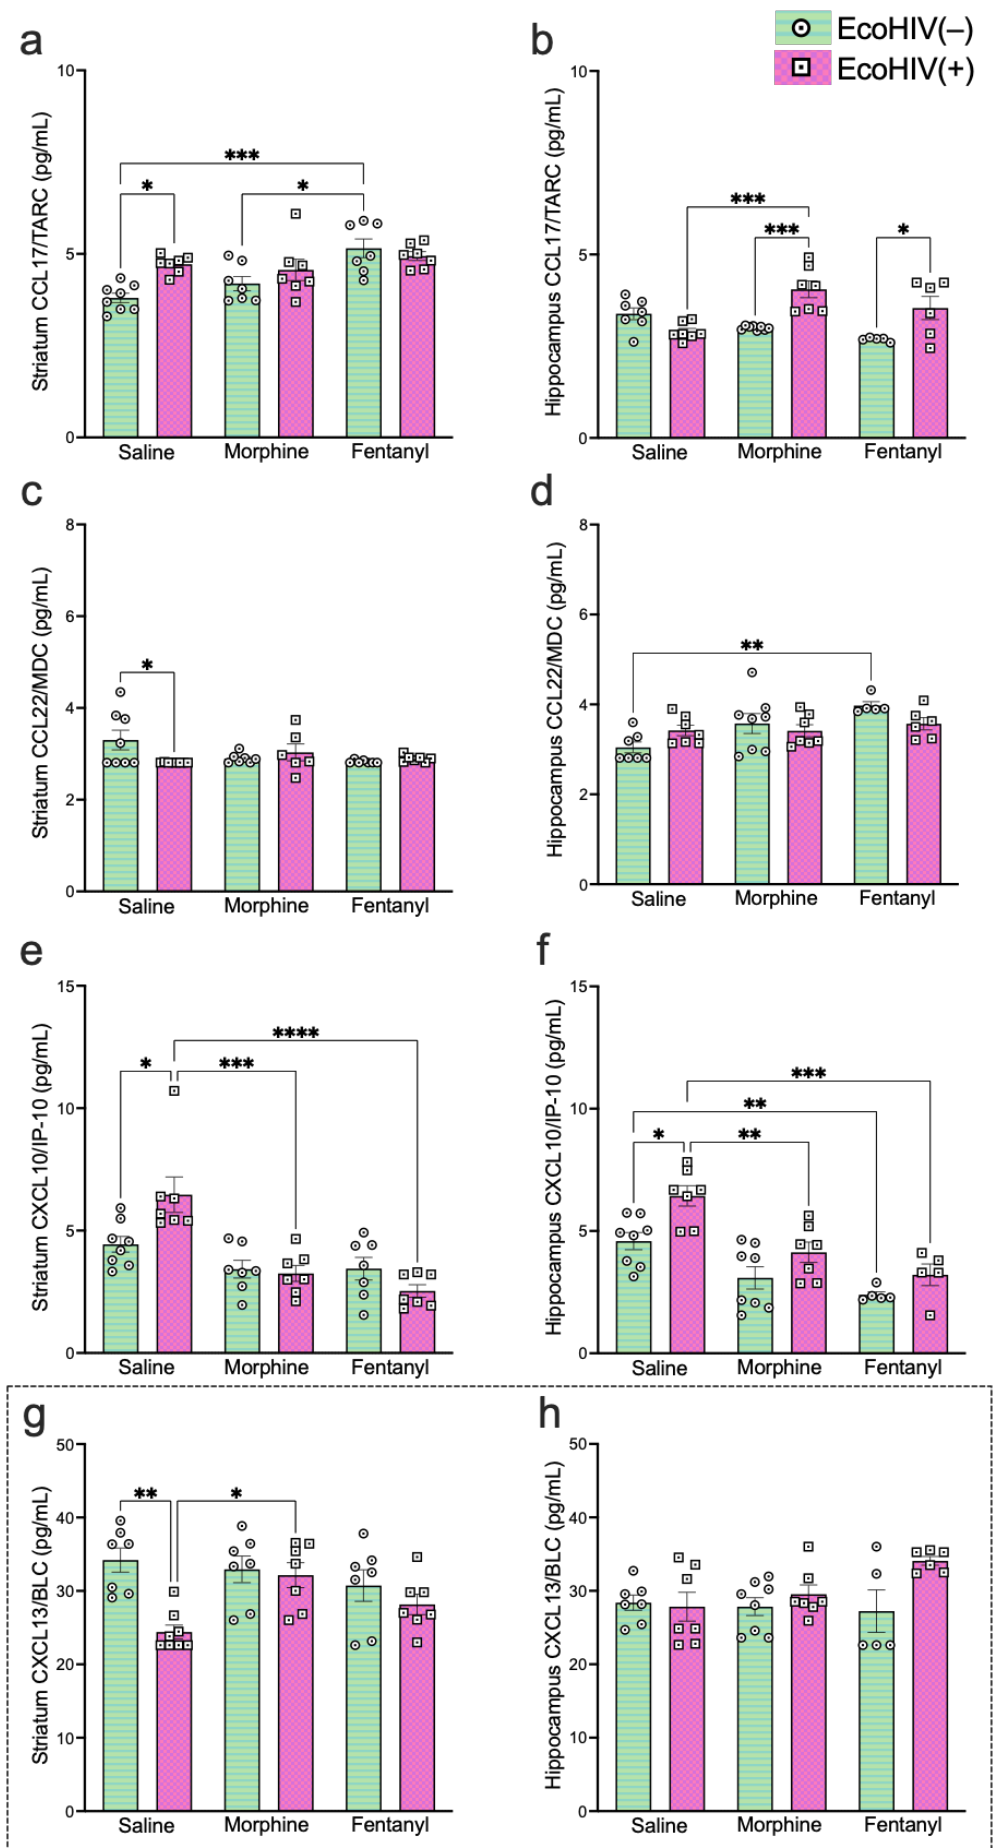 a
b
EcoHIV(–)
EcoHIV(+)
Striatum CCL17/TARC (pg/mL)
10
5
0
***
*
*
Saline Morphine Fentanyl
Hippocampus CCL17/TARC (pg/mL)
10
5
0
***
***
*
Saline Morphine Fentanyl
c
d
Striatum CCL22/MDC (pg/mL)
8
6
4
2
0
*
Saline Morphine Fentanyl
Hippocampus CCL22/MDC (pg/mL)
8
6
4
2
0
**
Saline Morphine Fentanyl
e
f
Striatum CXCL10/IP-10 (pg/mL)
15
10
5
0
****
* ***
Saline Morphine Fentanyl
Hippocampus CXCL10/IP-10 (pg/mL)
15
10
5
0
***
**
* **
Saline Morphine Fentanyl
g
h
Striatum CXCL13/BLC (pg/mL)
50
40
30
20
10
0
** *
Saline Morphine Fentanyl
Hippocampus CXCL13/BLC (pg/mL)
50
40
30
20
10
0
Saline Morphine Fentanyl